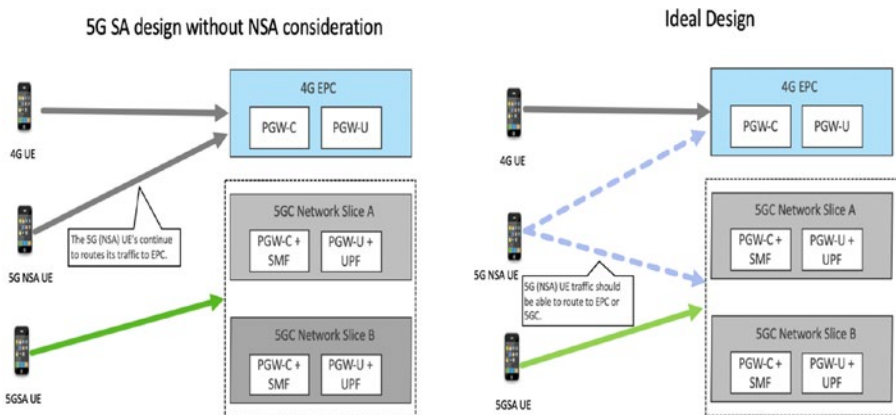 5G SA design without NSA consideration
4G EPC
PGW-C
PGW-U
4G UE
5GC Network Slice A
The 5G (NSA) UE's continue
to routes its traffic to EPC.
PGW-C +
SMF
PGW-U +
UPF
5G NSA UE
5GC Network Slice B
PGW-C +
SMF
PGW-U +
UPF
5GSA UE
Ideal Design
4G EPC
PGW-C
PGW-U
4G UE
5GC Network Slice A
PGW-C +
SMF
PGW-U +
UPF
5G NSA UE
5G (NSA) UE traffic should
be able to route to EPC or
5GC.
5GC Network Slice B
PGW-C +
SMF
PGW-U +
UPF
5GSA UE